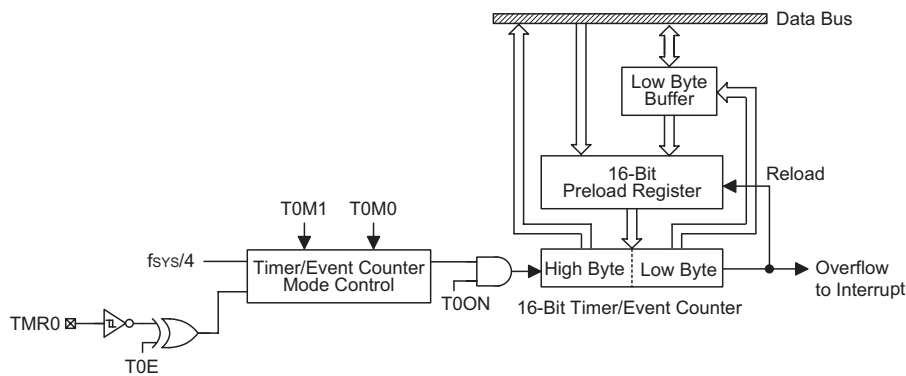 Data Bus
Low Byte
Buffer
16-Bit
Preload Register
Reload
T0M1
T0M0
fSYS/4
Timer/Event Counter
Mode Control
T0ON
High Byte
Low Byte
16-Bit Timer/Event Counter
Overflow
to Interrupt
TMR0
T0E